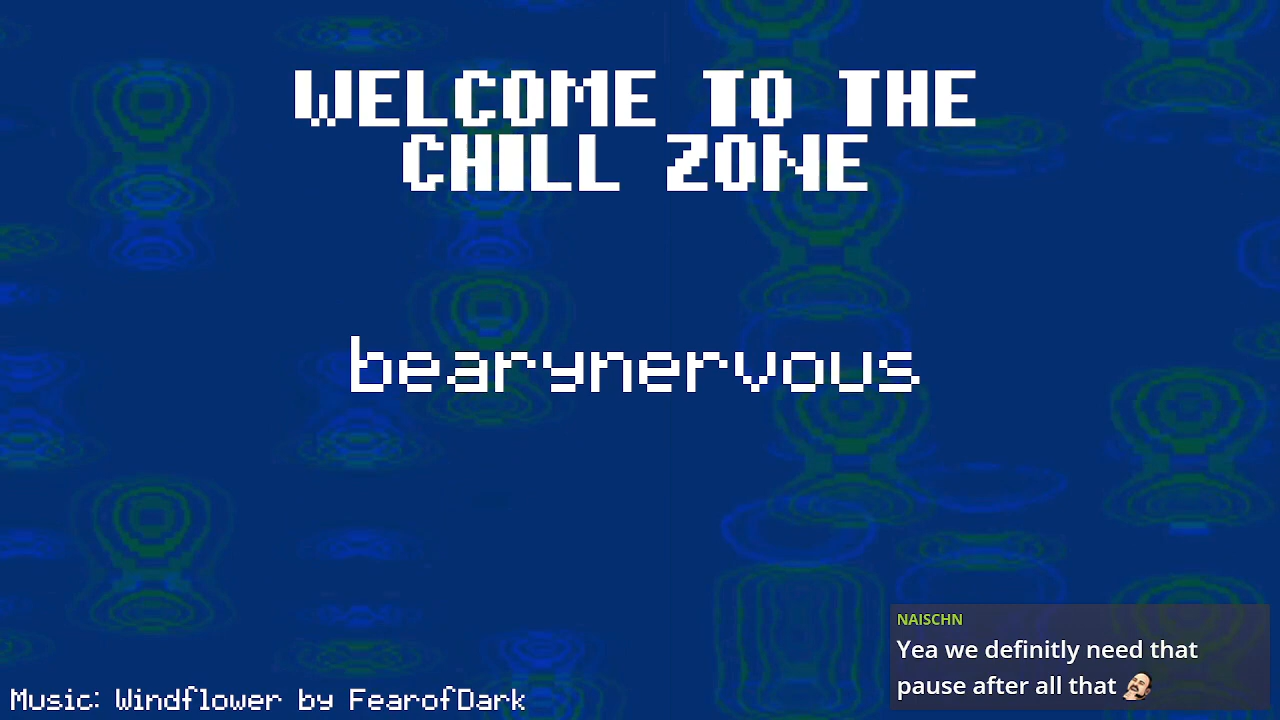 WELCOME TO THE
CHILL ZONE
bearynervous
NAISCHN
Yea we definitly need that
pause after all that
Music: Windflower by FearofDark